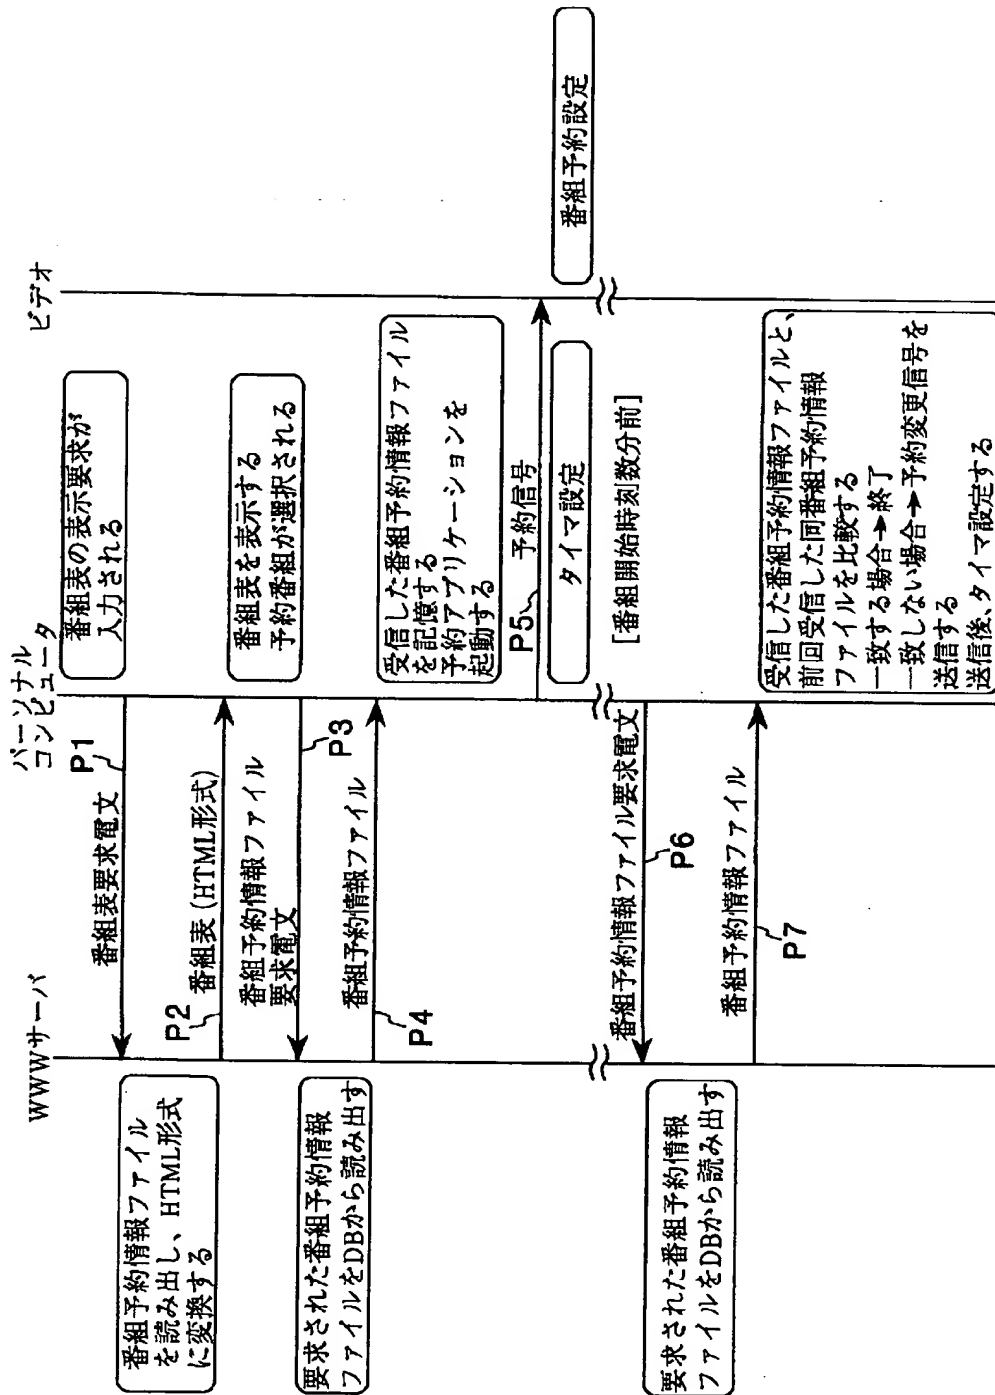 WWWサーバ
パーソナル
コンピュータ
ビデオ
番組表の表示要求が
入力される
P1
番組表要求電文
番組予約情報ファイル
を読み出し、HTML形式
に変換する
P2
番組表(HTML形式)
番組表を表示する
予約番組が選択される
番組予約情報ファイル
要求電文
P3
要求された番組予約情報
ファイルをDBから読み出す
番組予約情報ファイル
P4
受信した番組予約情報ファイル
を記憶する
予約アプリケーションを
起動する
P5
予約信号
タイマ設定
番組予約設定
[番組開始時刻数分前]
番組予約情報ファイル要求電文
P6
要求された番組予約情報
ファイルをDBから読み出す
番組予約情報ファイル
P7
受信した番組予約情報ファイルと、
前回受信した同番組予約情報
ファイルを比較する
一致する場合→終了
一致しない場合→予約変更信号を
送信する
送信後、タイマ設定する